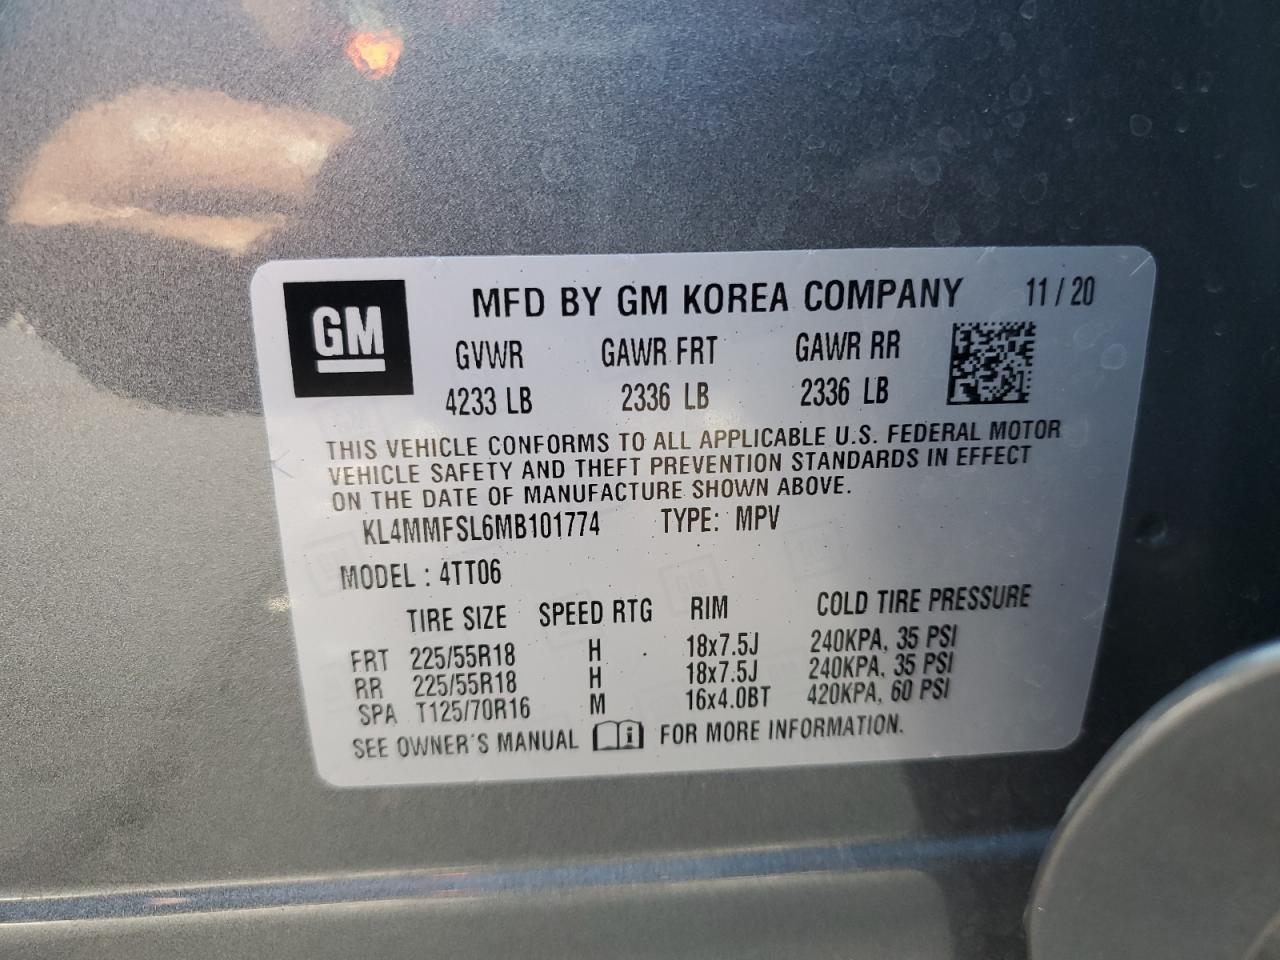 GM
MFD BY GM KOREA COMPANY 11 / 20
GVWR GAWR FRT GAWR RR
4233 LB 2336 LB 2336 LB
THIS VEHICLE CONFORMS TO ALL APPLICABLE U.S. FEDERAL MOTOR
VEHICLE SAFETY AND THEFT PREVENTION STANDARDS IN EFFECT
ON THE DATE OF MANUFACTURE SHOWN ABOVE.
KL4MMFSL6MB101774 TYPE: MPV
MODEL : 4TT06
TIRE SIZE SPEED RTG RIM COLD TIRE PRESSURE
FRT 225/55R18 H 18x7.5J 240KPA, 35 PSI
RR 225/55R18 H 18x7.5J 240KPA, 35 PSI
SPA T125/70R16 M 16x4.0BT 420KPA, 60 PSI
SEE OWNER'S MANUAL i FOR MORE INFORMATION.